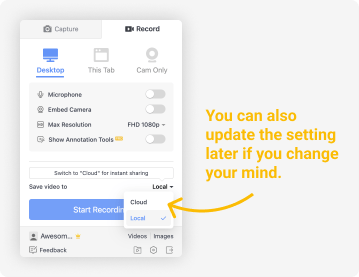 Capture Record
Desktop This Tab Cam Only
Microphone
Embed Camera
Max Resolution FHD 1080p
Show Annotation Tools
Switch to "Cloud" for instant sharing
Save video to Local
Start Recordin
Cloud
Local
Awesom...
Videos Images
Feedback
You can also
update the setting
later if you change
your mind.